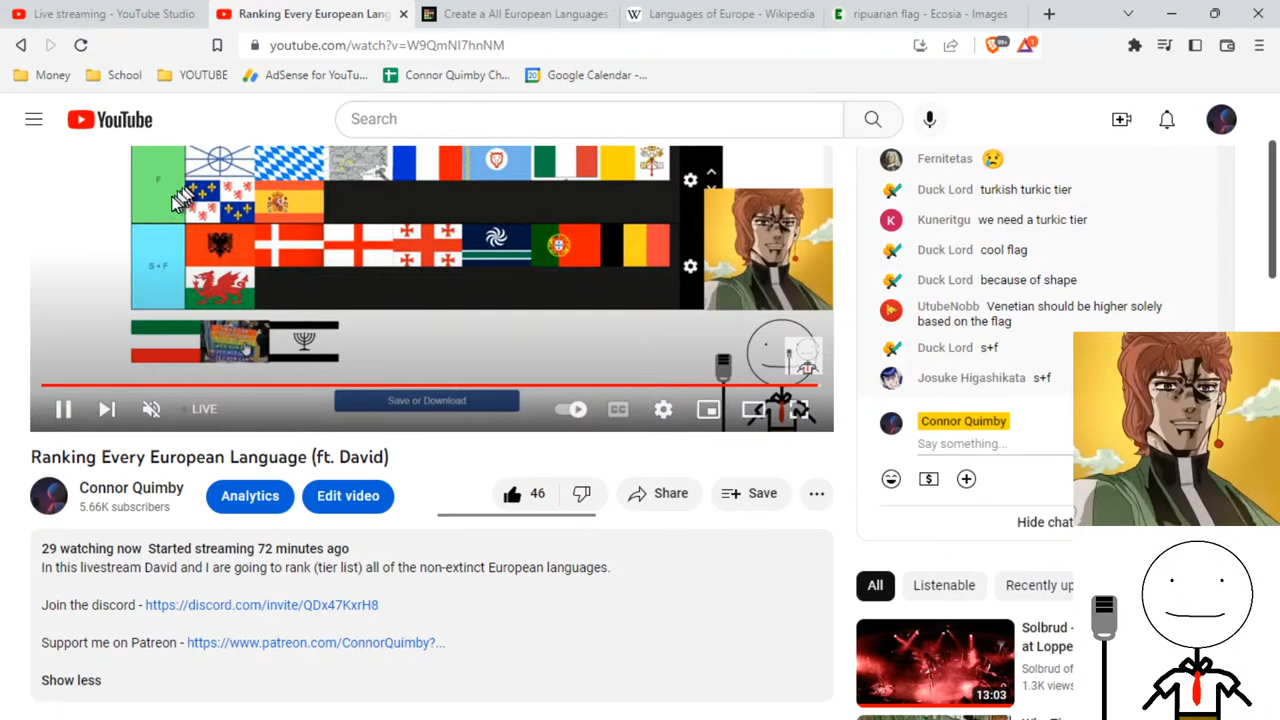 Live streaming - YouTube Studio
Ranking Every European Lang
Create a All European Languages
Languages of Europe - Wikipedia
ripuarian flag - Ecosia - Images
youtube.com/watch?v=W9QmNI7hnNM
99+
1
Money
School
YOUTUBE
AdSense for YouTu...
Connor Quimby Ch...
Google Calendar -...
YouTube
Search
F
S + F
Save or Download
LIVE
CC
Ranking Every European Language (ft. David)
Connor Quimby
5.66K subscribers
Analytics
Edit video
46
Share
Save
29 watching now Started streaming 72 minutes ago
In this livestream David and I are going to rank (tier list) all of the non-extinct European languages.
Join the discord - https://discord.com/invite/QDx47KxrH8
Support me on Patreon - https://www.patreon.com/ConnorQuimby?...
Show less
Fernitetas
Duck Lord turkish turkic tier
Kuneritgu we need a turkic tier
Duck Lord cool flag
Duck Lord because of shape
UtubeNobb Venetian should be higher solely
based on the flag
Duck Lord s+f
Josuke Higashikata s+f
Connor Quimby
Say something...
Hide chat
All
Listenable
Recently up
Solbrud -
at Loppe
Solbrud of
1.3K views
13:03